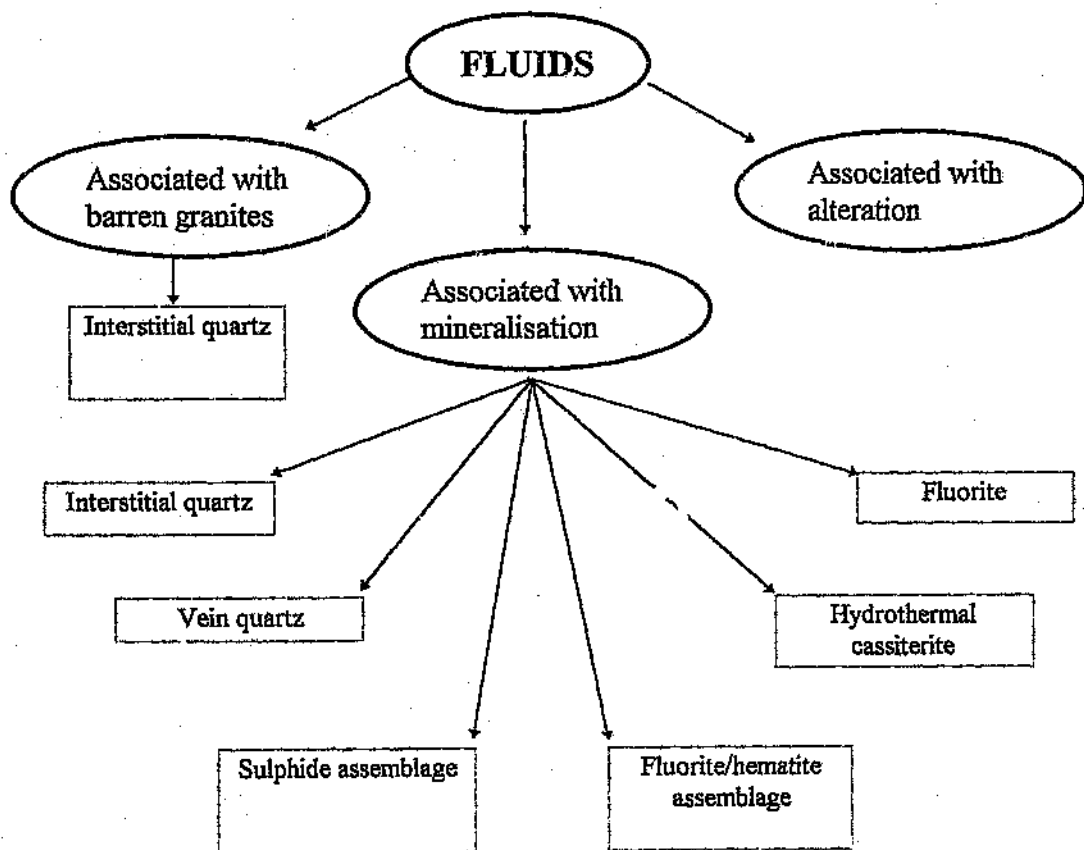 FLUIDS
Associated with
barren granites
Associated with
alteration
Associated with
mineralisation
Interstitial quartz
Interstitial quartz
Fluorite
Vein quartz
Hydrothermal
cassiterite
Sulphide assemblage
Fluorite/hematite
assemblage